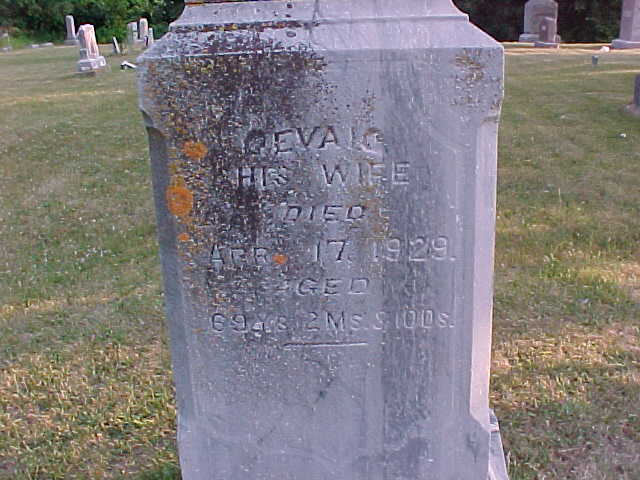 HIS WIFE
DIED
APR. 17, 1929.
AGED
69 YS. 2 MS. & 10 DS.